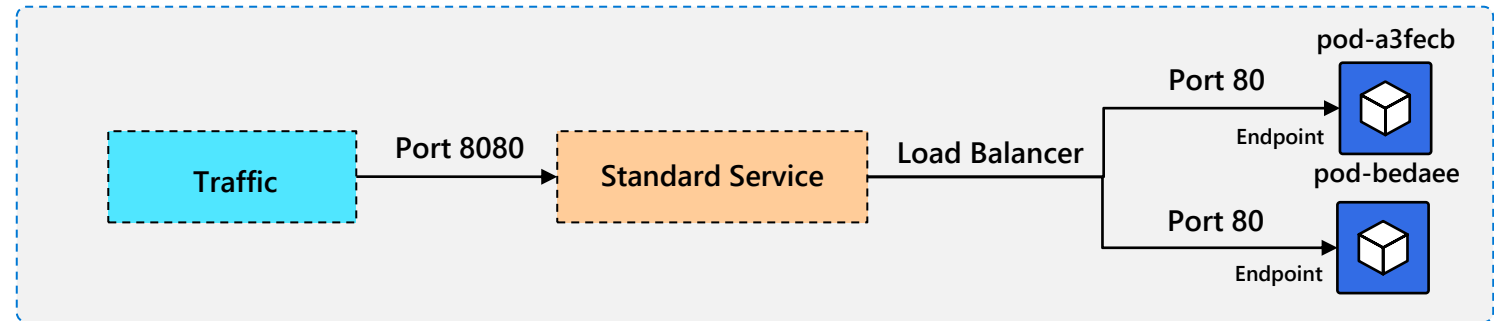 Traffic
Port 8080
Standard Service
Load Balancer
pod-a3fecb
Port 80
Endpoint
pod-bedaee
Port 80
Endpoint